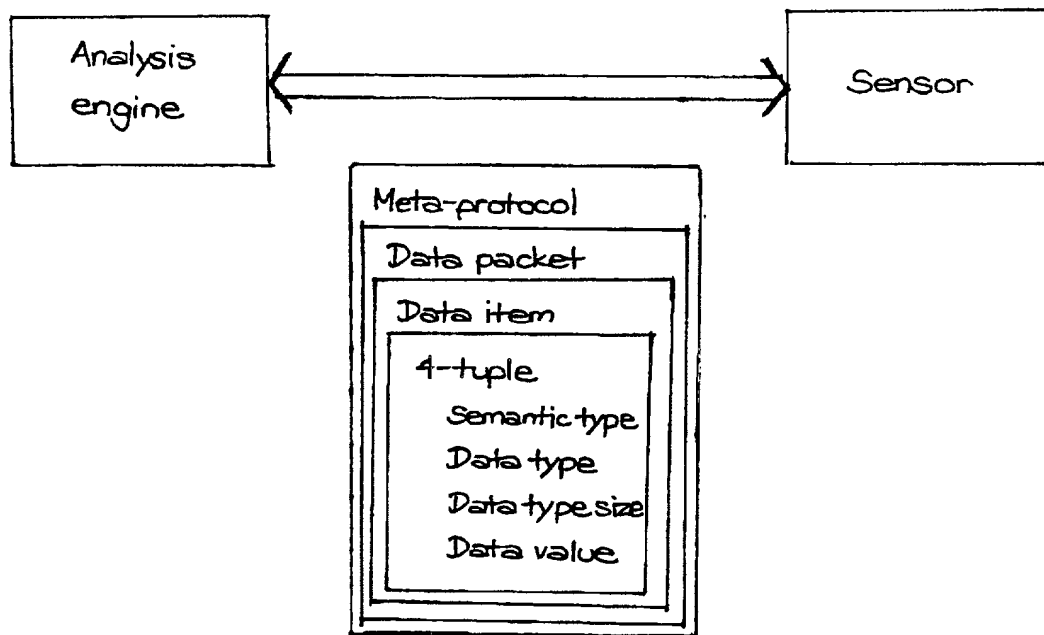 Analysis
engine
Sensor
Meta-protocol
Data packet
Data item
4-tuple
Semantic type
Data type
Data type size
Data value